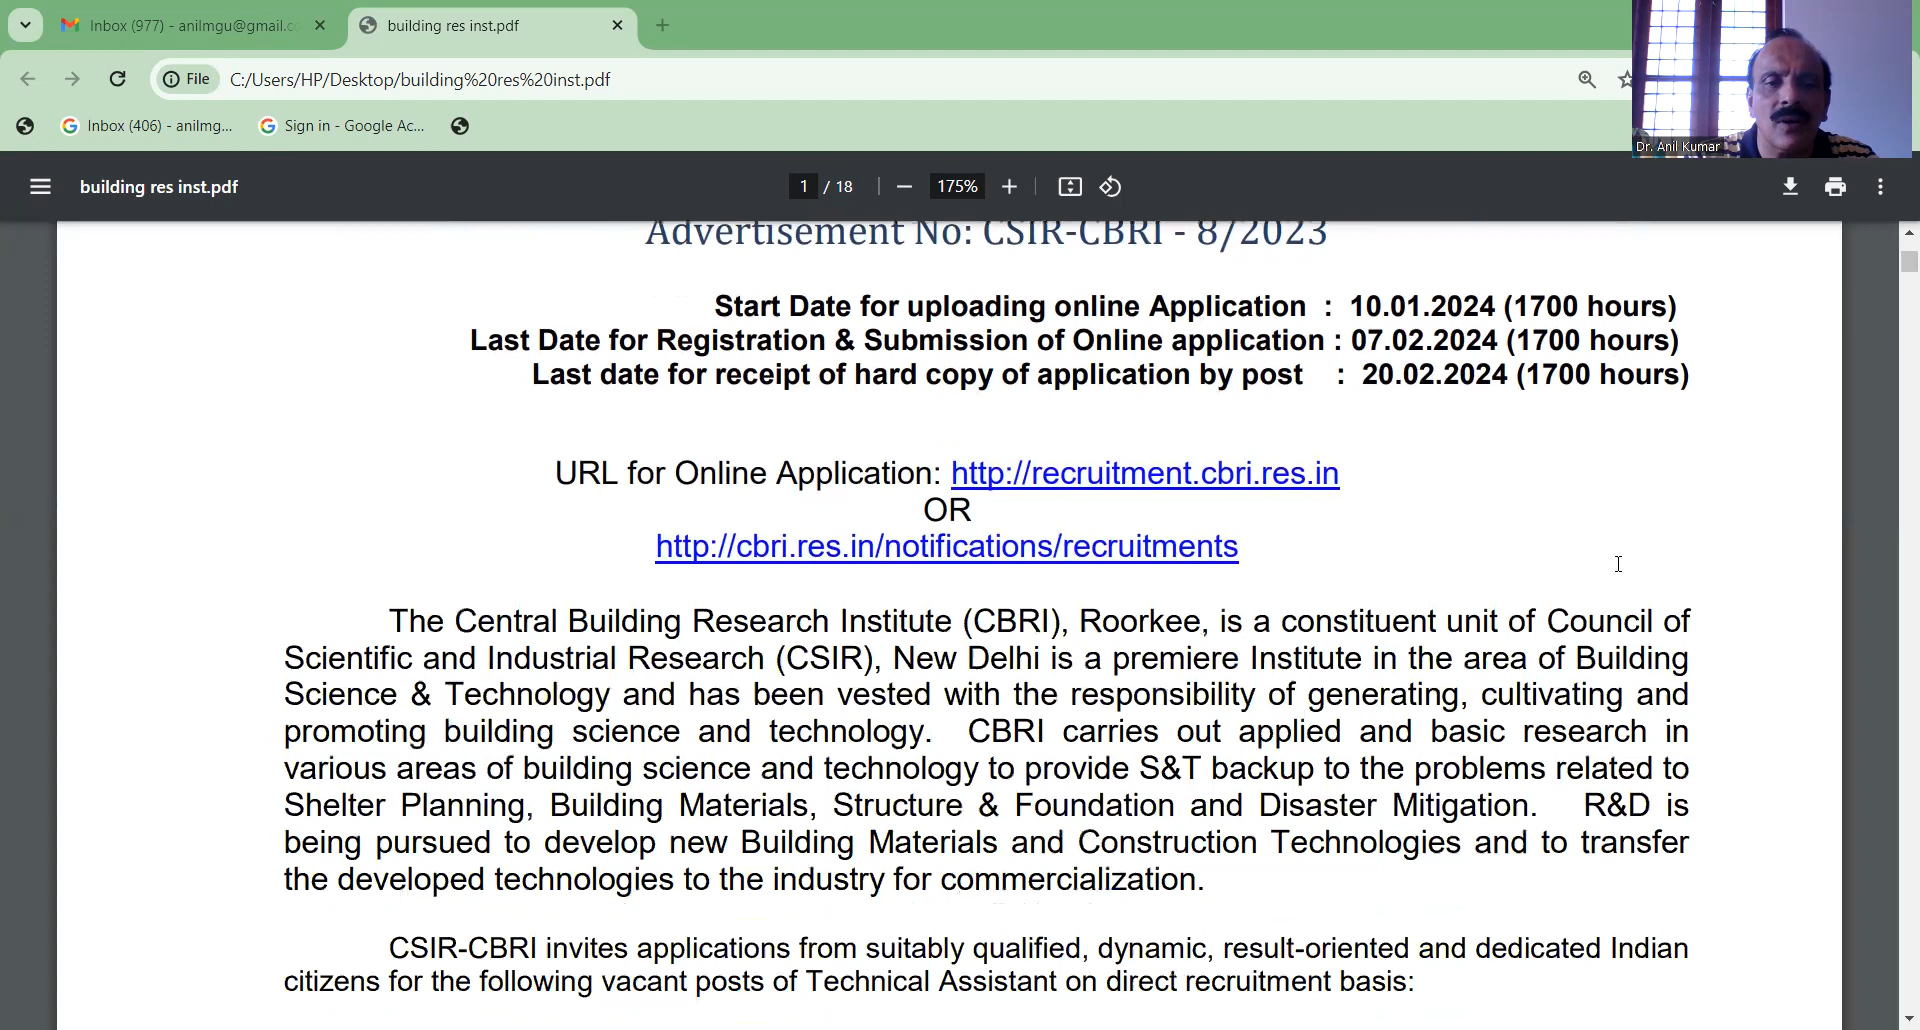 Inbox (977) - anilmgu@gmail.c
building res inst.pdf
File
C:/Users/HP/Desktop/building%20res%20inst.pdf
Inbox (406) - anilmg...
Sign in - Google Ac...
building res inst.pdf
1 / 18
175%
Dr. Anil Kumar
Advertisement No: CSIR-CBRI - 8/2023
Start Date for uploading online Application : 10.01.2024 (1700 hours)
Last Date for Registration & Submission of Online application : 07.02.2024 (1700 hours)
Last date for receipt of hard copy of application by post : 20.02.2024 (1700 hours)
URL for Online Application: http://recruitment.cbri.res.in
OR
http://cbri.res.in/notifications/recruitments
The Central Building Research Institute (CBRI), Roorkee, is a constituent unit of Council of
Scientific and Industrial Research (CSIR), New Delhi is a premiere Institute in the area of Building
Science & Technology and has been vested with the responsibility of generating, cultivating and
promoting building science and technology. CBRI carries out applied and basic research in
various areas of building science and technology to provide S&T backup to the problems related to
Shelter Planning, Building Materials, Structure & Foundation and Disaster Mitigation. R&D is
being pursued to develop new Building Materials and Construction Technologies and to transfer
the developed technologies to the industry for commercialization.
CSIR-CBRI invites applications from suitably qualified, dynamic, result-oriented and dedicated Indian
citizens for the following vacant posts of Technical Assistant on direct recruitment basis: